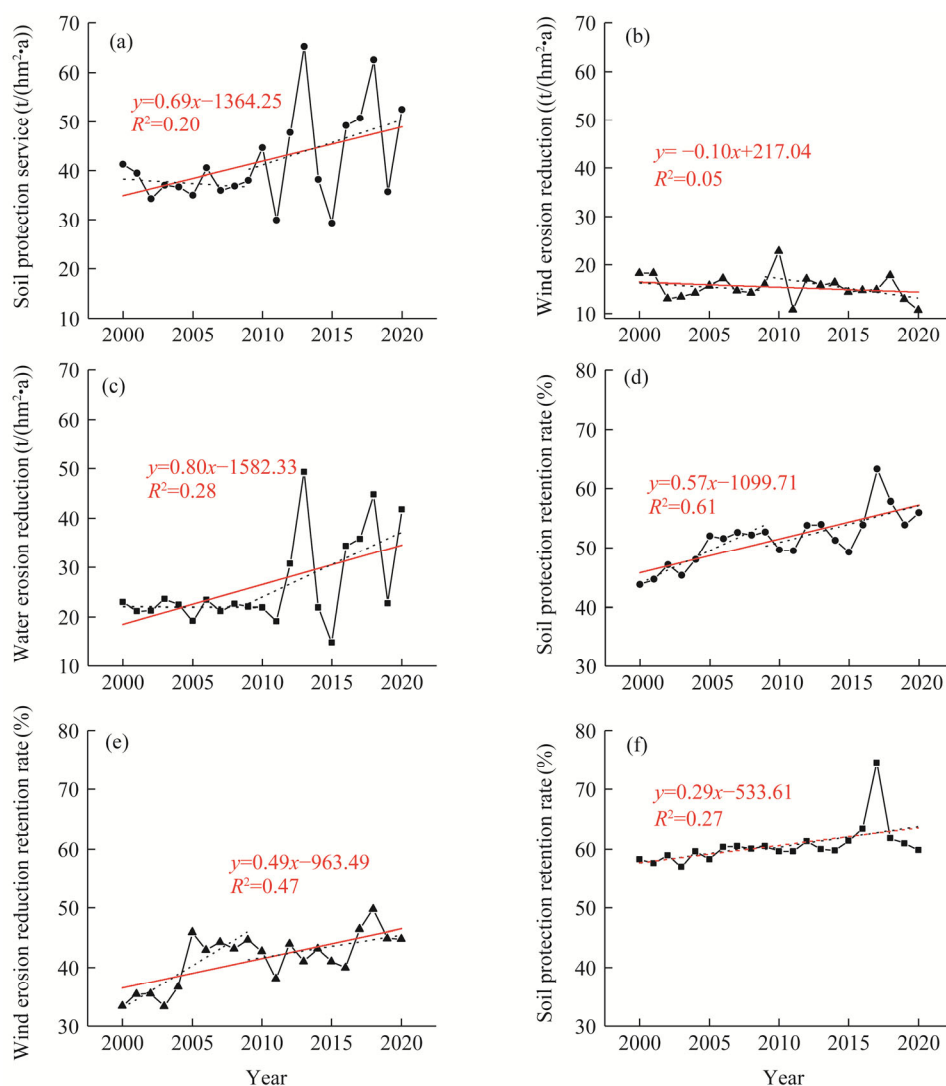 (a)
Soil protection service (t/(hm²•a))
70
60
50
40
30
20
10
y=0.69x−1364.25
R²=0.20
2000 2005 2010 2015 2020
(b)
Wind erosion reduction ((t/(hm²•a))
70
60
50
40
30
20
10
y= −0.10x+217.04
R²=0.05
2000 2005 2010 2015 2020
(c)
Water erosion reduction (t/(hm²•a))
70
60
50
40
30
20
10
y=0.80x−1582.33
R²=0.28
2000 2005 2010 2015 2020
(d)
Soil protection retention rate (%)
80
70
60
50
40
30
y=0.57x−1099.71
R²=0.61
2000 2005 2010 2015 2020
(e)
Wind erosion reduction retention rate (%)
80
70
60
50
40
30
y=0.49x−963.49
R²=0.47
2000 2005 2010 2015 2020
Year
(f)
Soil protection retention rate (%)
80
70
60
50
40
30
y=0.29x−533.61
R²=0.27
2000 2005 2010 2015 2020
Year